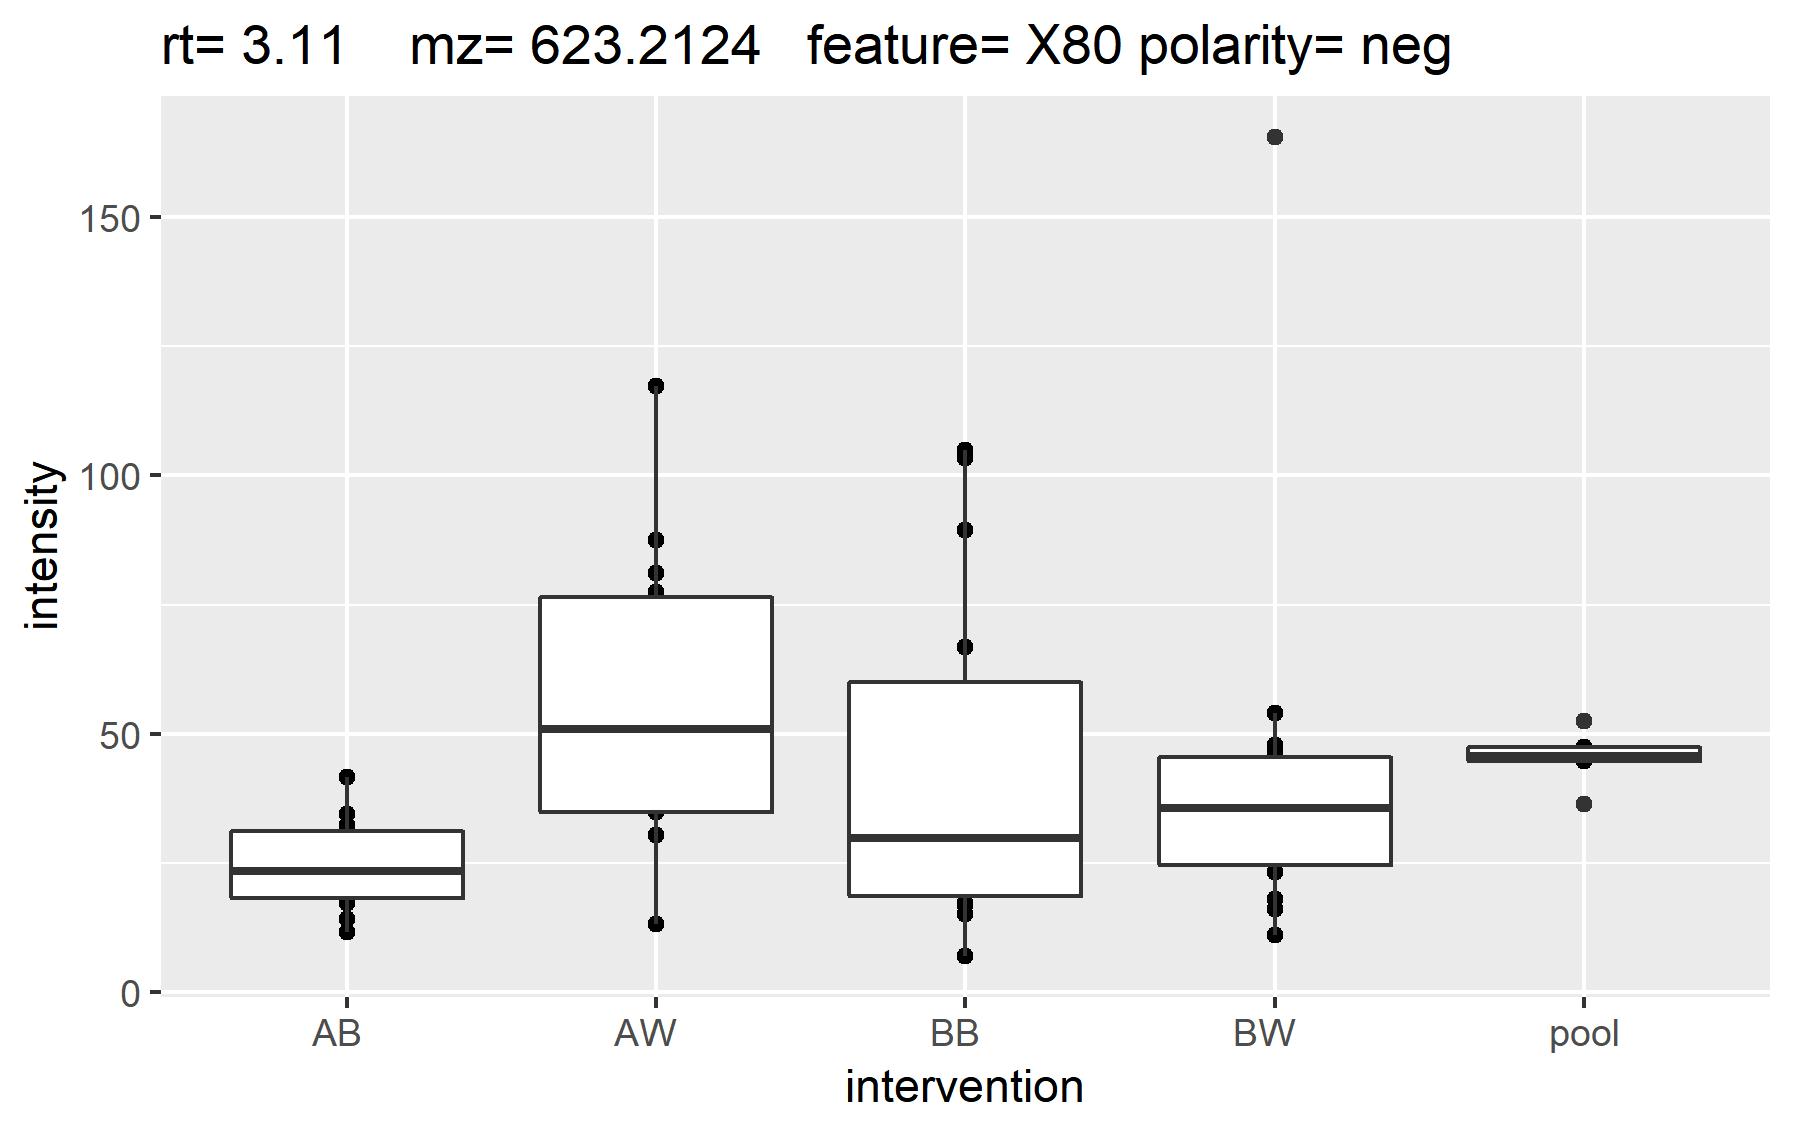 rt= 3.11 mz= 623.2124 feature= X80 polarity= neg
intensity
150
100
50
0
AB AW BB BW pool
intervention